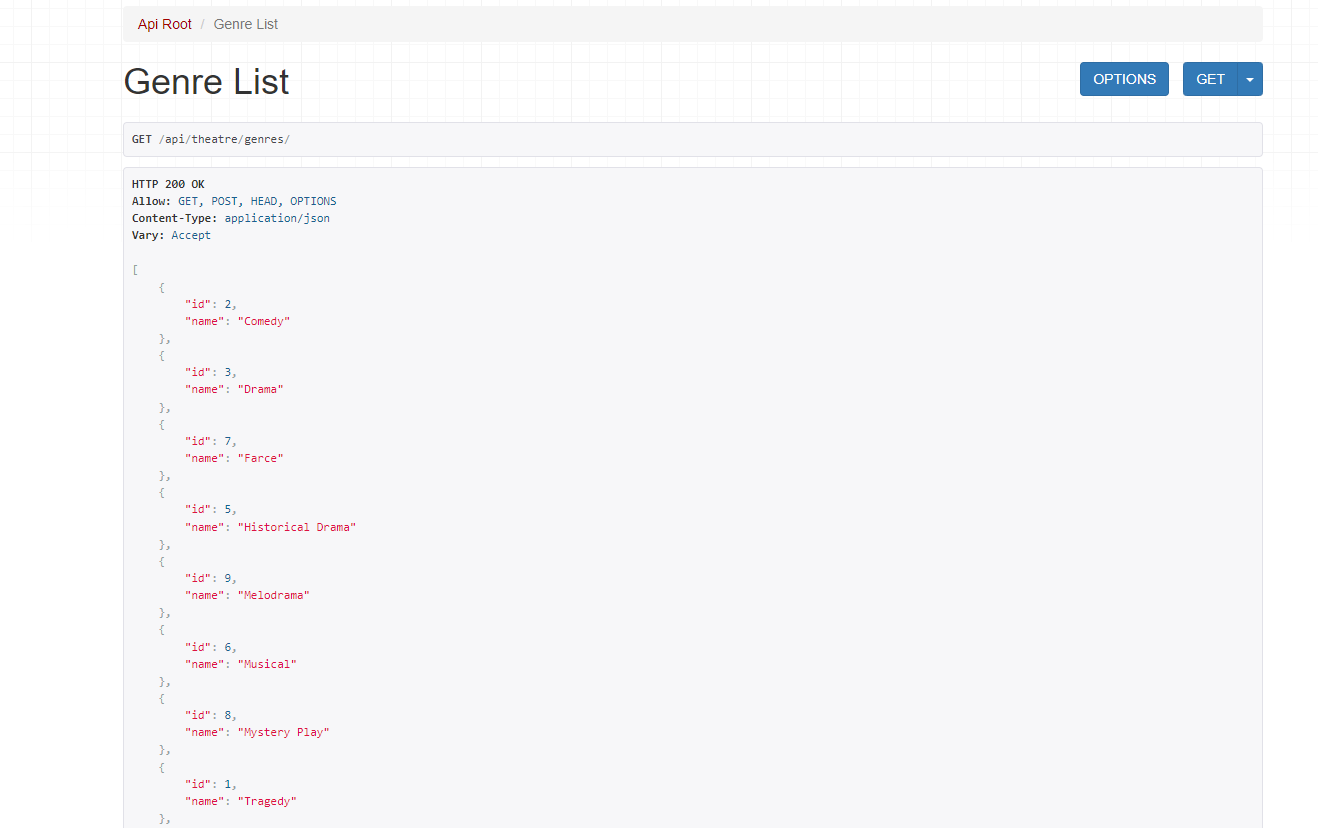 Api Root / Genre List
Genre List
OPTIONS GET
GET /api/theatre/genres/
HTTP 200 OK
Allow: GET, POST, HEAD, OPTIONS
Content-Type: application/json
Vary: Accept
[
    {
        "id": 2,
        "name": "Comedy"
    },
    {
        "id": 3,
        "name": "Drama"
    },
    {
        "id": 7,
        "name": "Farce"
    },
    {
        "id": 5,
        "name": "Historical Drama"
    },
    {
        "id": 9,
        "name": "Melodrama"
    },
    {
        "id": 6,
        "name": "Musical"
    },
    {
        "id": 8,
        "name": "Mystery Play"
    },
    {
        "id": 1,
        "name": "Tragedy"
    },